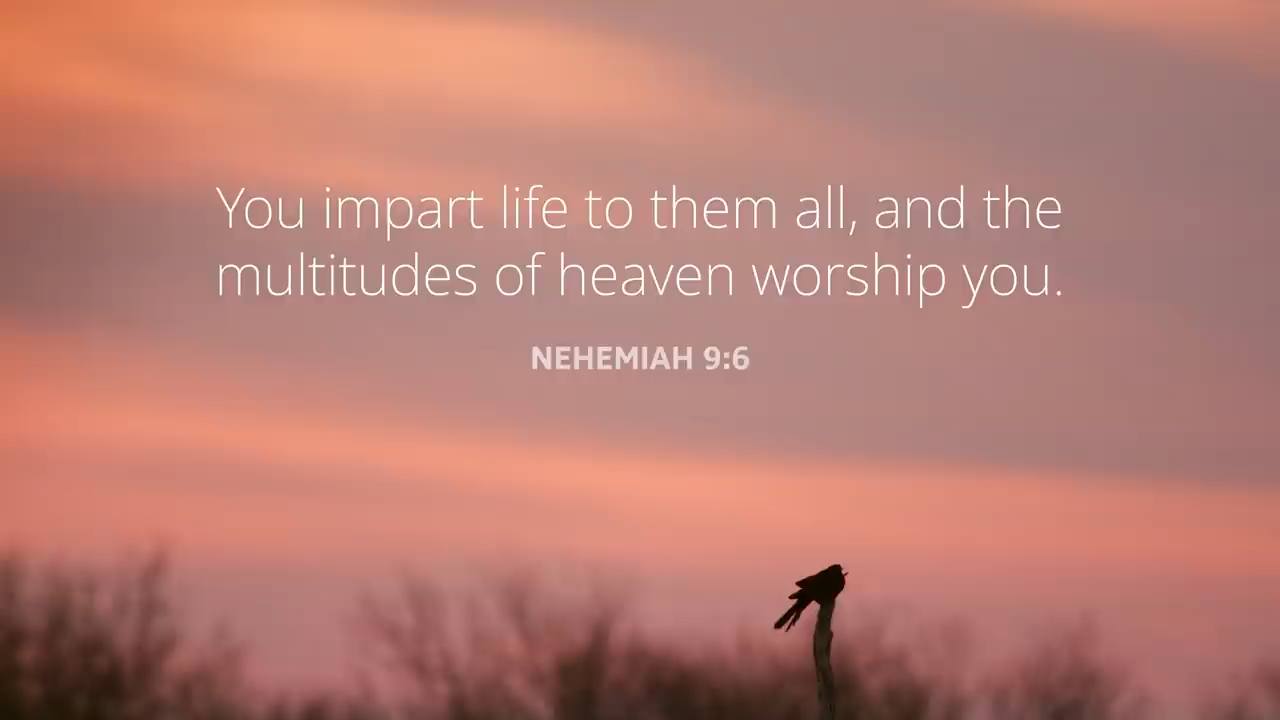 You impart life to them all, and the
multitudes of heaven worship you.
NEHEMIAH 9:6